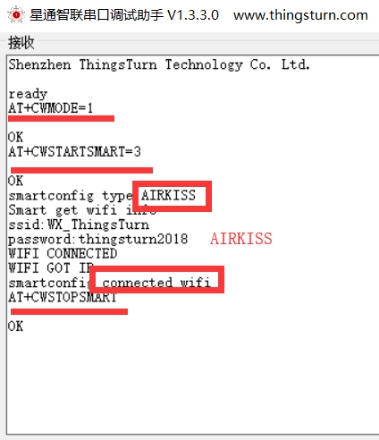 星通智联串口调试助手 V1.3.3.0 www.thingsturn.com
接收
Shenzhen ThingsTurn Technology Co. Ltd.
ready
AT+CWMODE=1
OK
AT+CWSTARTSMART=3
OK
smartconfig type:AIRKISS
Smart get wifi info
ssid:WX_ThingsTurn
password:thingsturn2018 AIRKISS
WIFI CONNECTED
WIFI GOT IP
smartconfig connected wifi
AT+CWSTOPSMART
OK